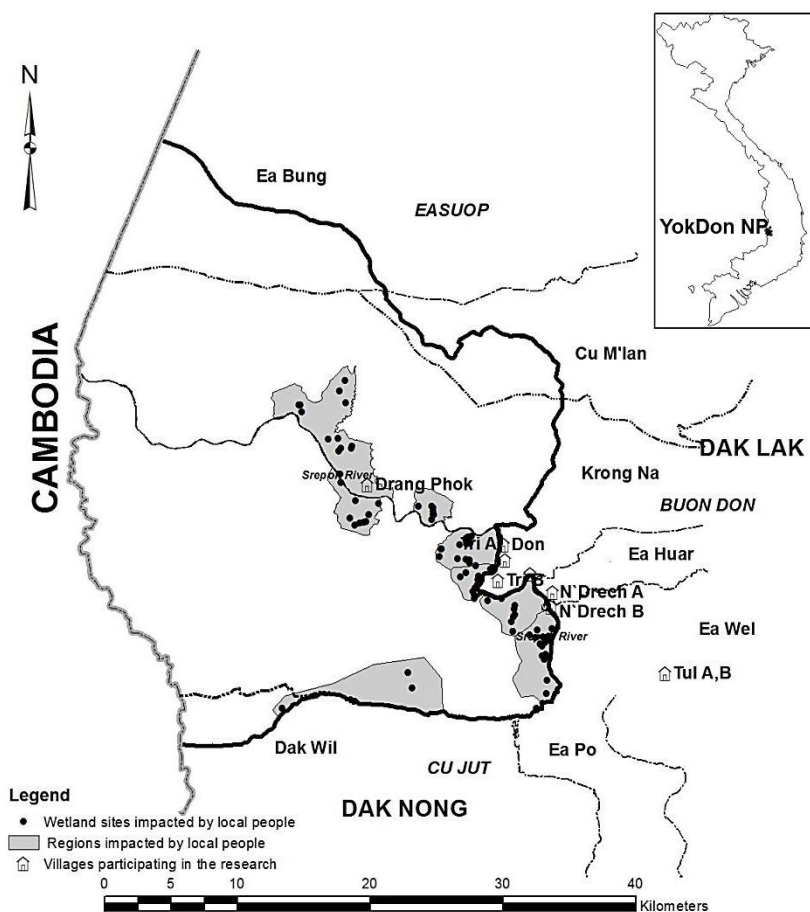 N
Ea Bung
EASUOP
YokDon NP
CAMBODIA
Cu M'lan
DAK LAK
Krong Na
Srepok River
Drang Phok
BUON DON
Tri A
Don
Ea Huar
Tri B
N`Drech A
N`Drech B
Ea Wel
Srepok River
Tul A,B
Dak Wil
Ea Po
CU JUT
DAK NONG
Legend
Wetland sites impacted by local people
Regions impacted by local people
Villages participating in the research
0 5 10 20 30 40
Kilometers